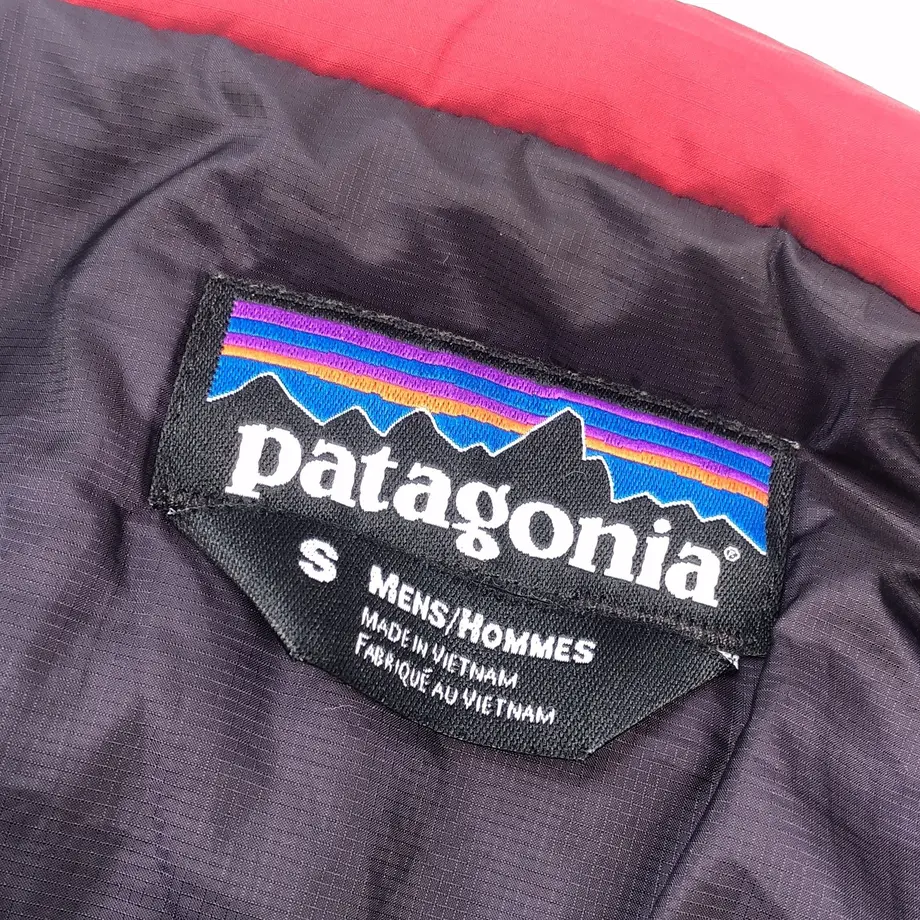 patagonia®
S
MENS/HOMMES
MADE IN VIETNAM
FABRIQUÉ AU VIETNAM